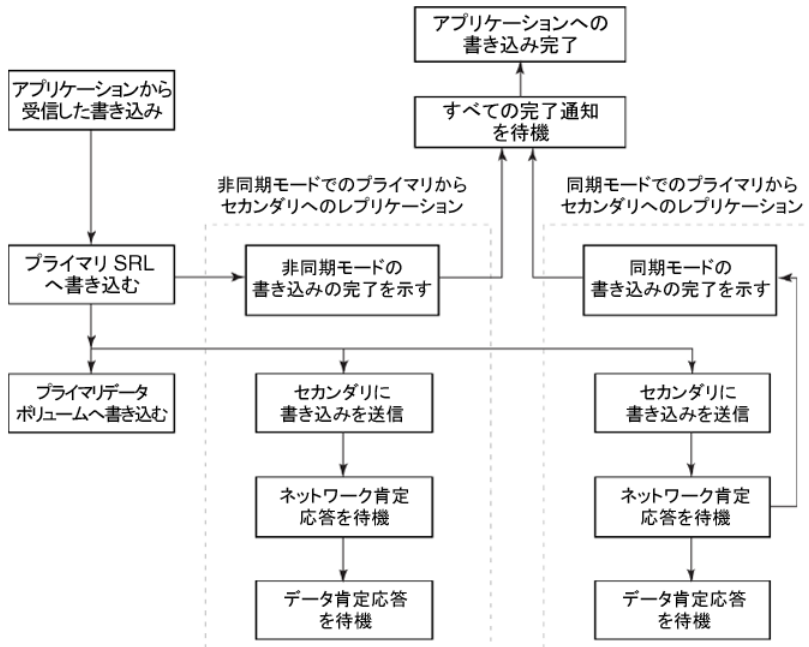 アプリケーションへの
書き込み完了
アプリケーションから
受信した書き込み
すべての完了通知
を待機
非同期モードでのプライマリから
セカンダリへのレプリケーション
同期モードでのプライマリから
セカンダリへのレプリケーション
プライマリ SRL
へ書き込む
非同期モードの
書き込みの完了を示す
同期モードの
書き込みの完了を示す
プライマリデータ
ボリュームへ書き込む
セカンダリに
書き込みを送信
セカンダリに
書き込みを送信
ネットワーク肯定
応答を待機
ネットワーク肯定
応答を待機
データ肯定応答
を待機
データ肯定応答
を待機